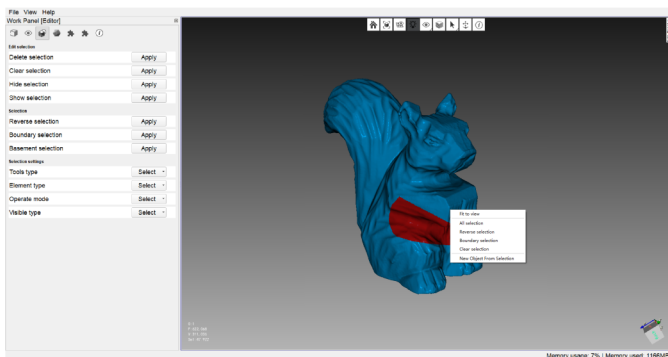 File View Help
Work Panel [Editor]
Edit selection
Delete selection Apply
Clear selection Apply
Hide selection Apply
Show selection Apply
Selection
Reverse selection Apply
Boundary selection Apply
Basement selection Apply
Selection settings
Tools type Select
Element type Select
Operate mode Select
Visible type Select
Fit to view
All selection
Reverse selection
Boundary selection
Clear selection
New Object From Selection
Memory usage: 7% | Memory used: 1186MB